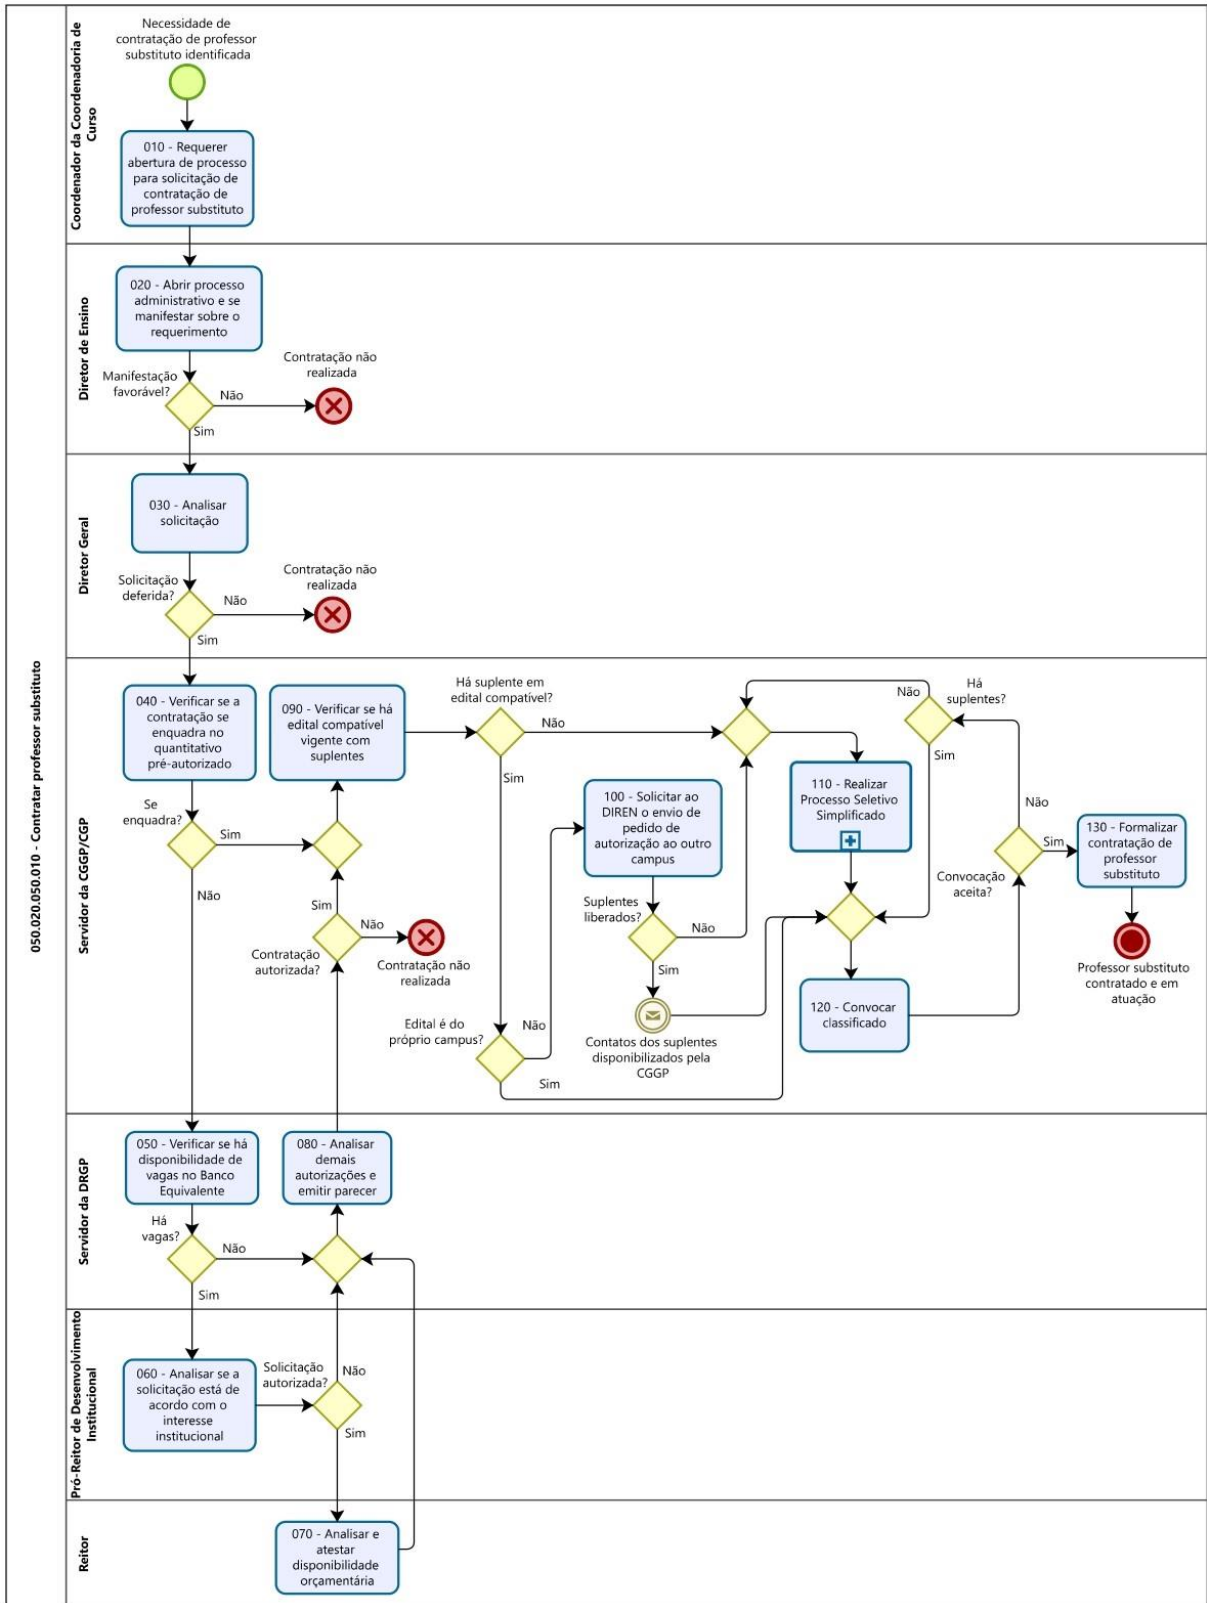 050.020.050.010 - Contratar professor substituto
Coordenador da Coordenadoria de
Curso
Necessidade de
contratação de professor
substituto identificada
010 - Requerer
abertura de processo
para solicitação de
contratação de
professor substituto
Diretor de Ensino
020 - Abrir processo
administrativo e se
manifestar sobre o
requerimento
Manifestação
favorável?
Não
Sim
Contratação não
realizada
Diretor Geral
030 - Analisar
solicitação
Solicitação
deferida?
Não
Sim
Contratação não
realizada
Servidor da CGGP/CGP
040 - Verificar se a
contratação se
enquadra no
quantitativo
pré-autorizado
Se
enquadra?
Sim
Não
090 - Verificar se há
edital compatível
vigente com
suplentes
Sim
Não
Contratação
autorizada?
Contratação não
realizada
Há suplente em
edital compatível?
Não
Sim
100 - Solicitar ao
DIREN o envio de
pedido de
autorização ao outro
campus
Suplentes
liberados?
Não
Sim
Contatos dos suplentes
disponibilizados pela
CGGP
Edital é do
próprio campus?
Não
Sim
110 - Realizar
Processo Seletivo
Simplificado
120 - Convocar
classificado
Há
suplentes?
Não
Sim
Convocação
aceita?
Não
Sim
130 - Formalizar
contratação de
professor
substituto
Professor substituto
contratado e em
atuação
Servidor da DRGP
050 - Verificar se há
disponibilidade de
vagas no Banco
Equivalente
Há
vagas?
Não
Sim
080 - Analisar
demais
autorizações e
emitir parecer
Pró-Reitor de Desenvolvimento
Institucional
060 - Analisar se a
solicitação está de
acordo com o
interesse
institucional
Solicitação
autorizada?
Não
Sim
Reitor
070 - Analisar e
atestar
disponibilidade
orçamentária